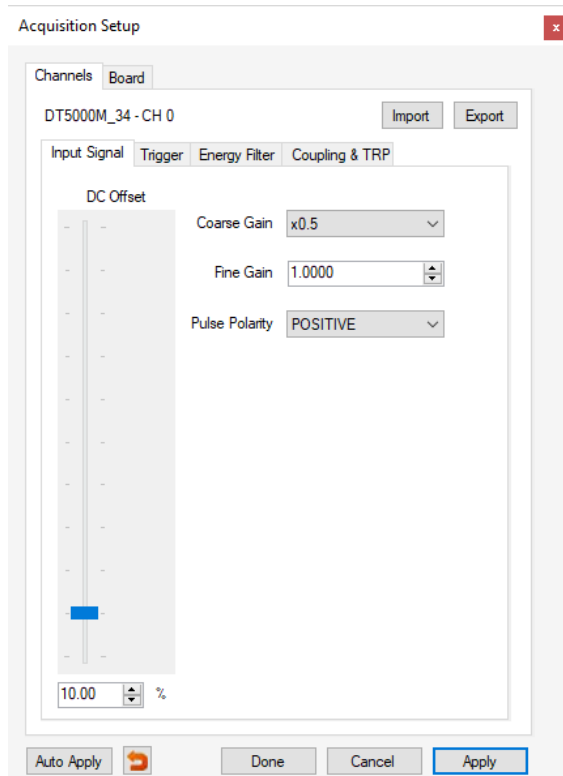 Acquisition Setup
x
Channels Board
DT5000M_34 - CH 0 Import Export
Input Signal Trigger Energy Filter Coupling & TRP
DC Offset
Coarse Gain x0.5
Fine Gain 1.0000
Pulse Polarity POSITIVE
10.00 %
Auto Apply Done Cancel Apply